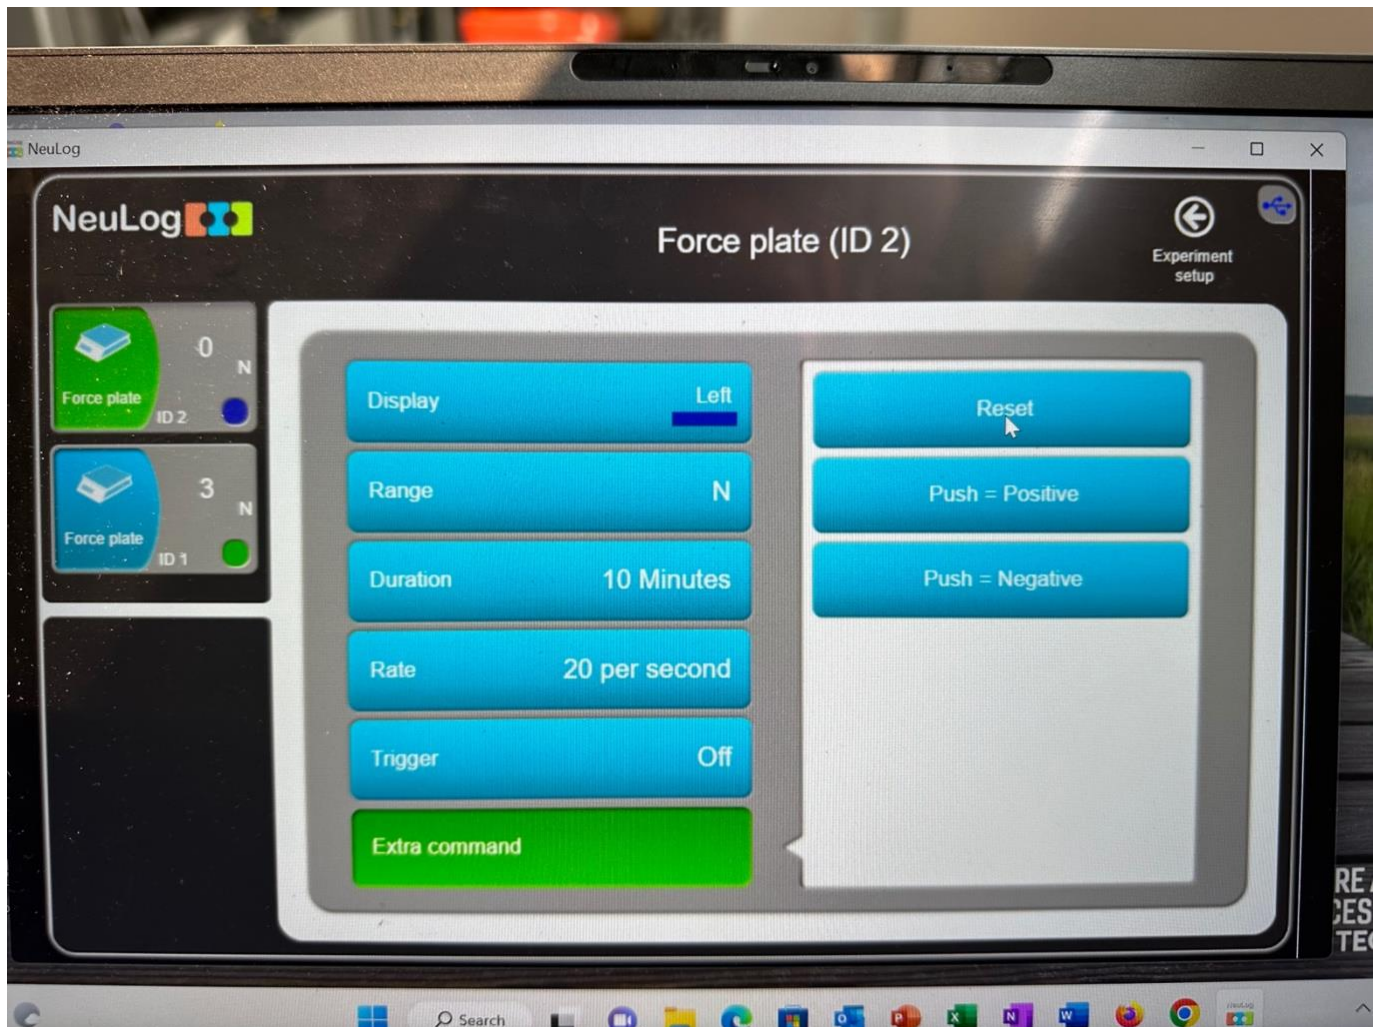 NeuLog
NeuLog
Force plate (ID 2)
Experiment
setup
0
N
Force plate
ID 2
3
N
Force plate
ID 1
Display
Left
Range
N
Duration
10 Minutes
Rate
20 per second
Trigger
Off
Extra command
Reset
Push = Positive
Push = Negative
Search